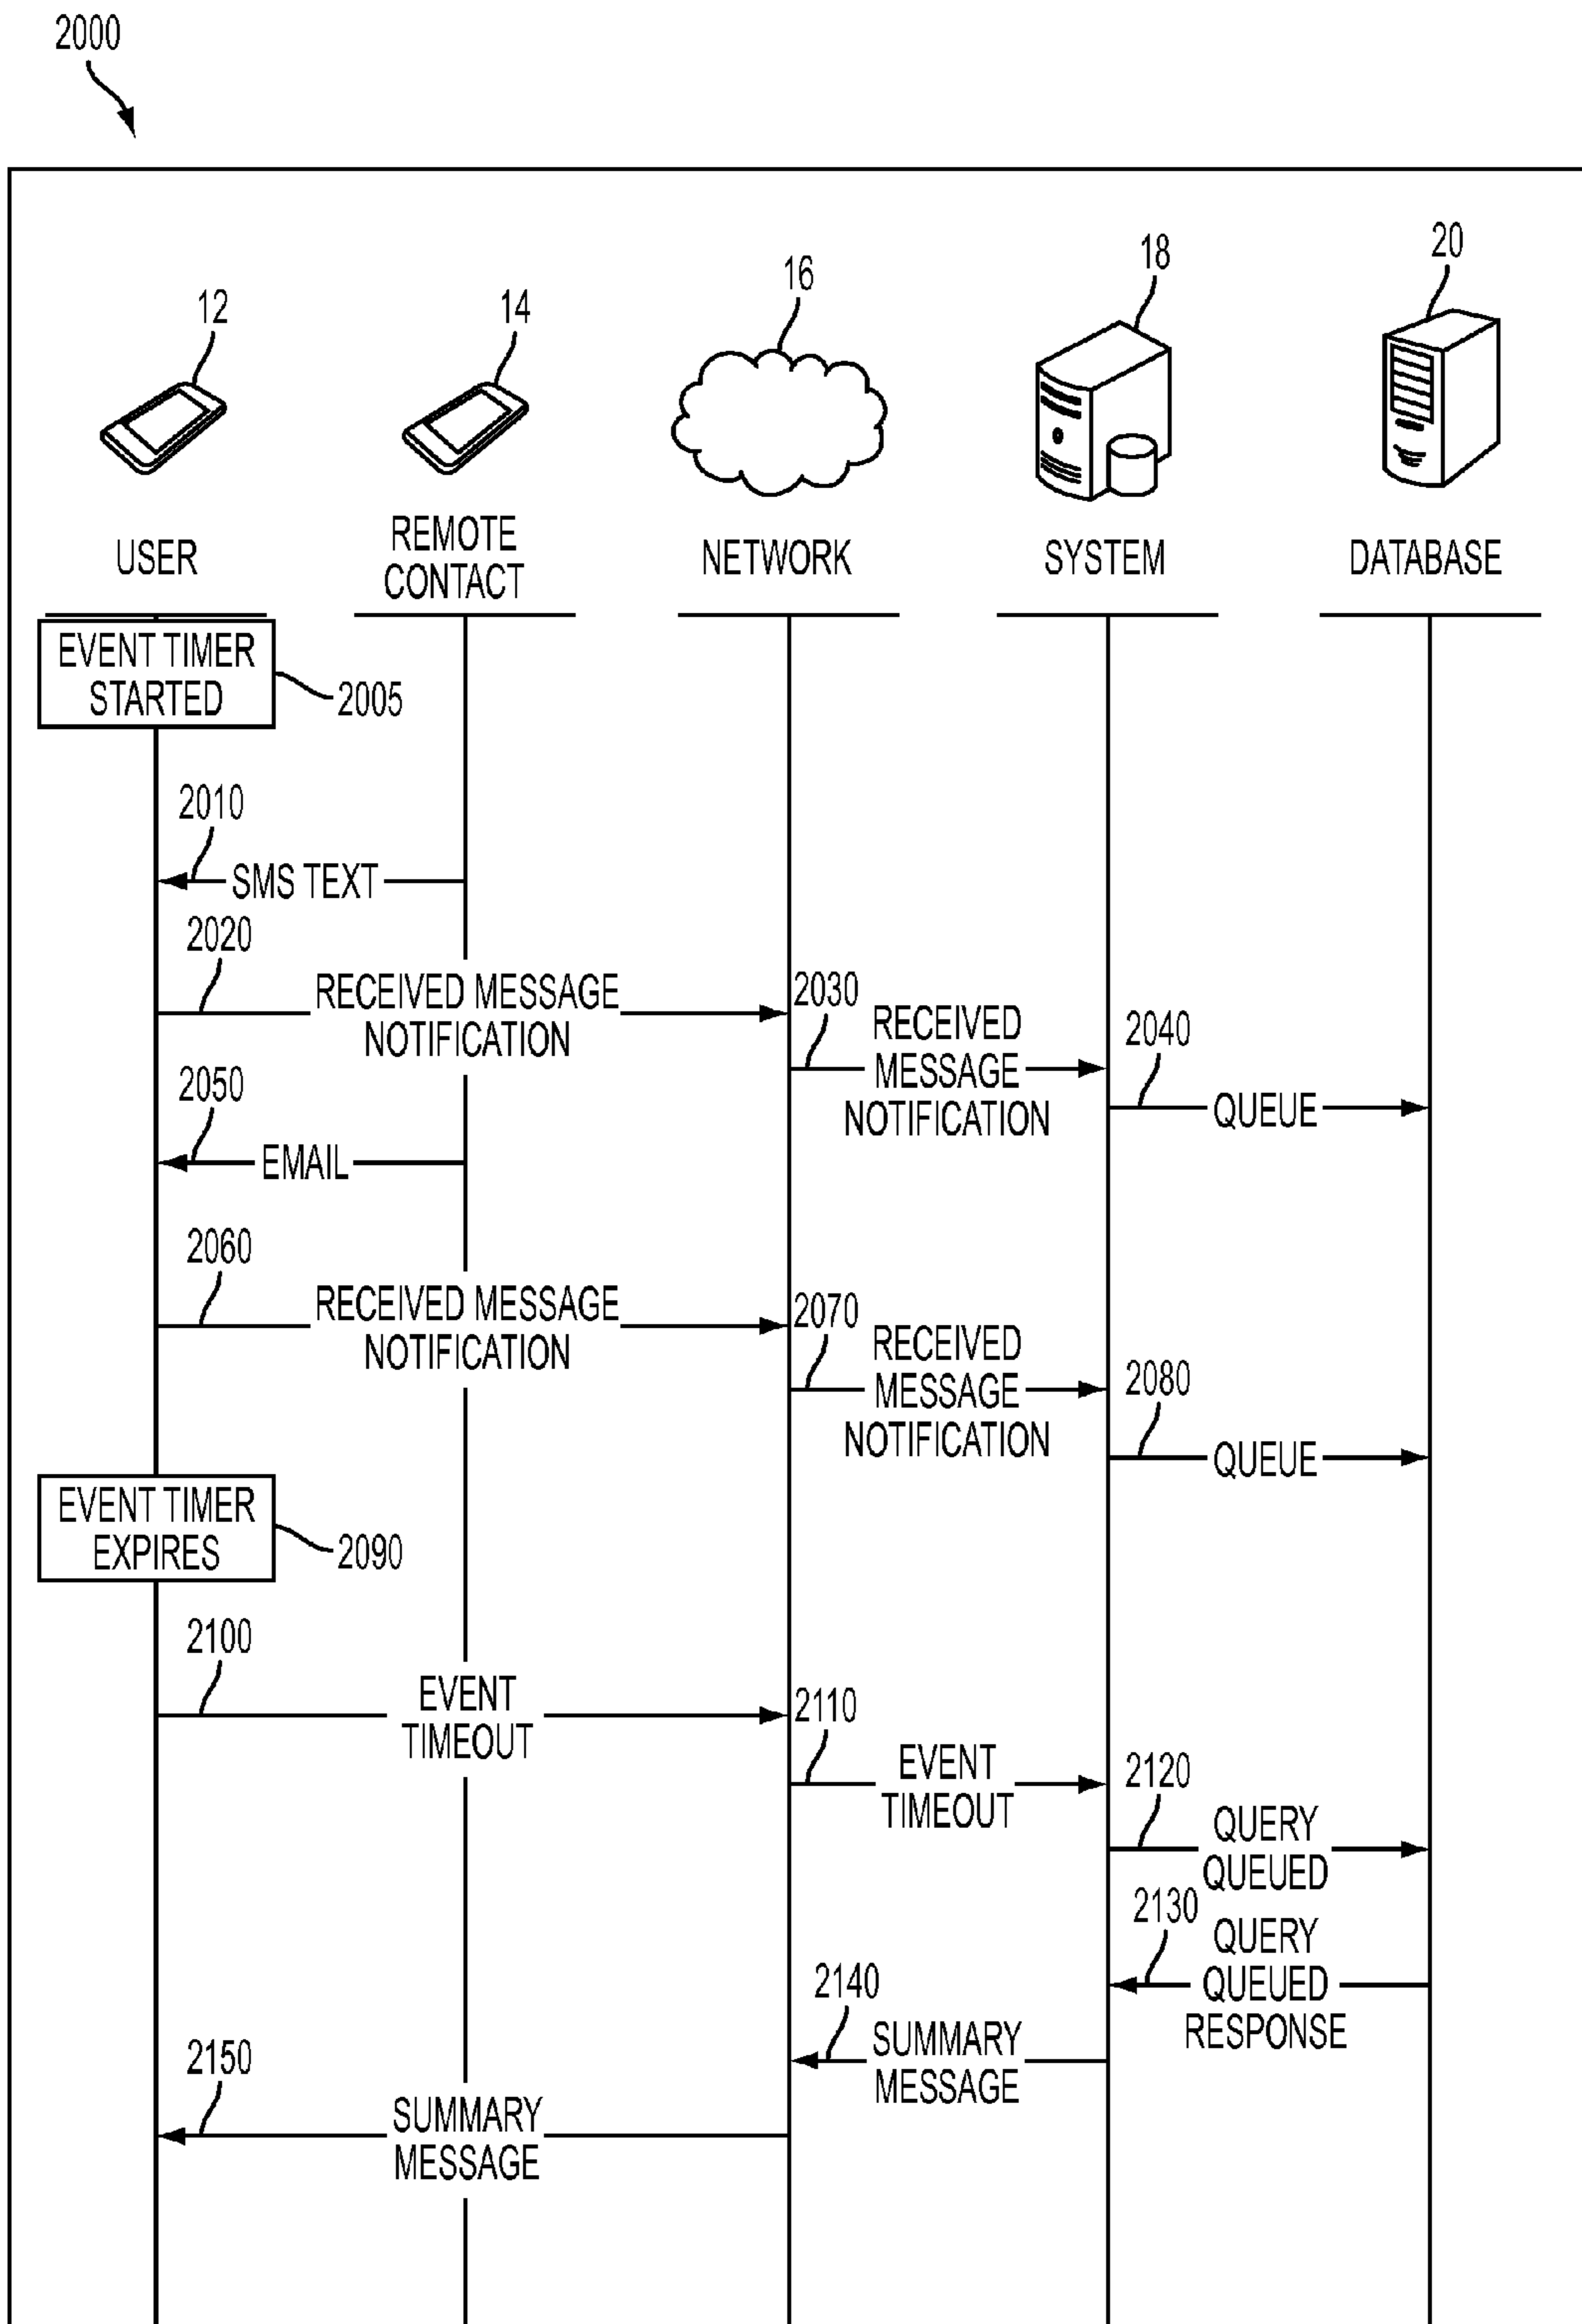 2000
12
14
16
18
20
USER
REMOTE
CONTACT
NETWORK
SYSTEM
DATABASE
EVENT TIMER
STARTED
2005
2010
SMS TEXT
2020
RECEIVED MESSAGE
NOTIFICATION
2030
RECEIVED
MESSAGE
NOTIFICATION
2040
QUEUE
2050
EMAIL
2060
RECEIVED MESSAGE
NOTIFICATION
2070
RECEIVED
MESSAGE
NOTIFICATION
2080
QUEUE
EVENT TIMER
EXPIRES
2090
2100
EVENT
TIMEOUT
2110
EVENT
TIMEOUT
2120
QUERY
QUEUED
2130
QUERY
QUEUED
RESPONSE
2140
SUMMARY
MESSAGE
2150
SUMMARY
MESSAGE